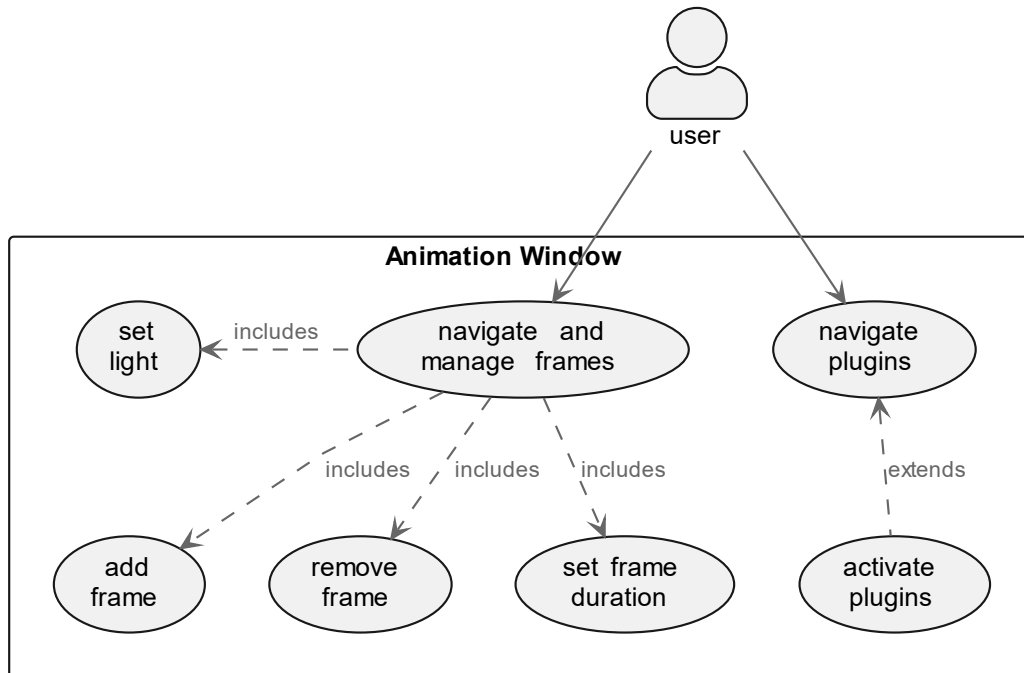 user
Animation Window
set
light
includes
navigate and
manage frames
navigate
plugins
includes
includes
includes
extends
add
frame
remove
frame
set frame
duration
activate
plugins